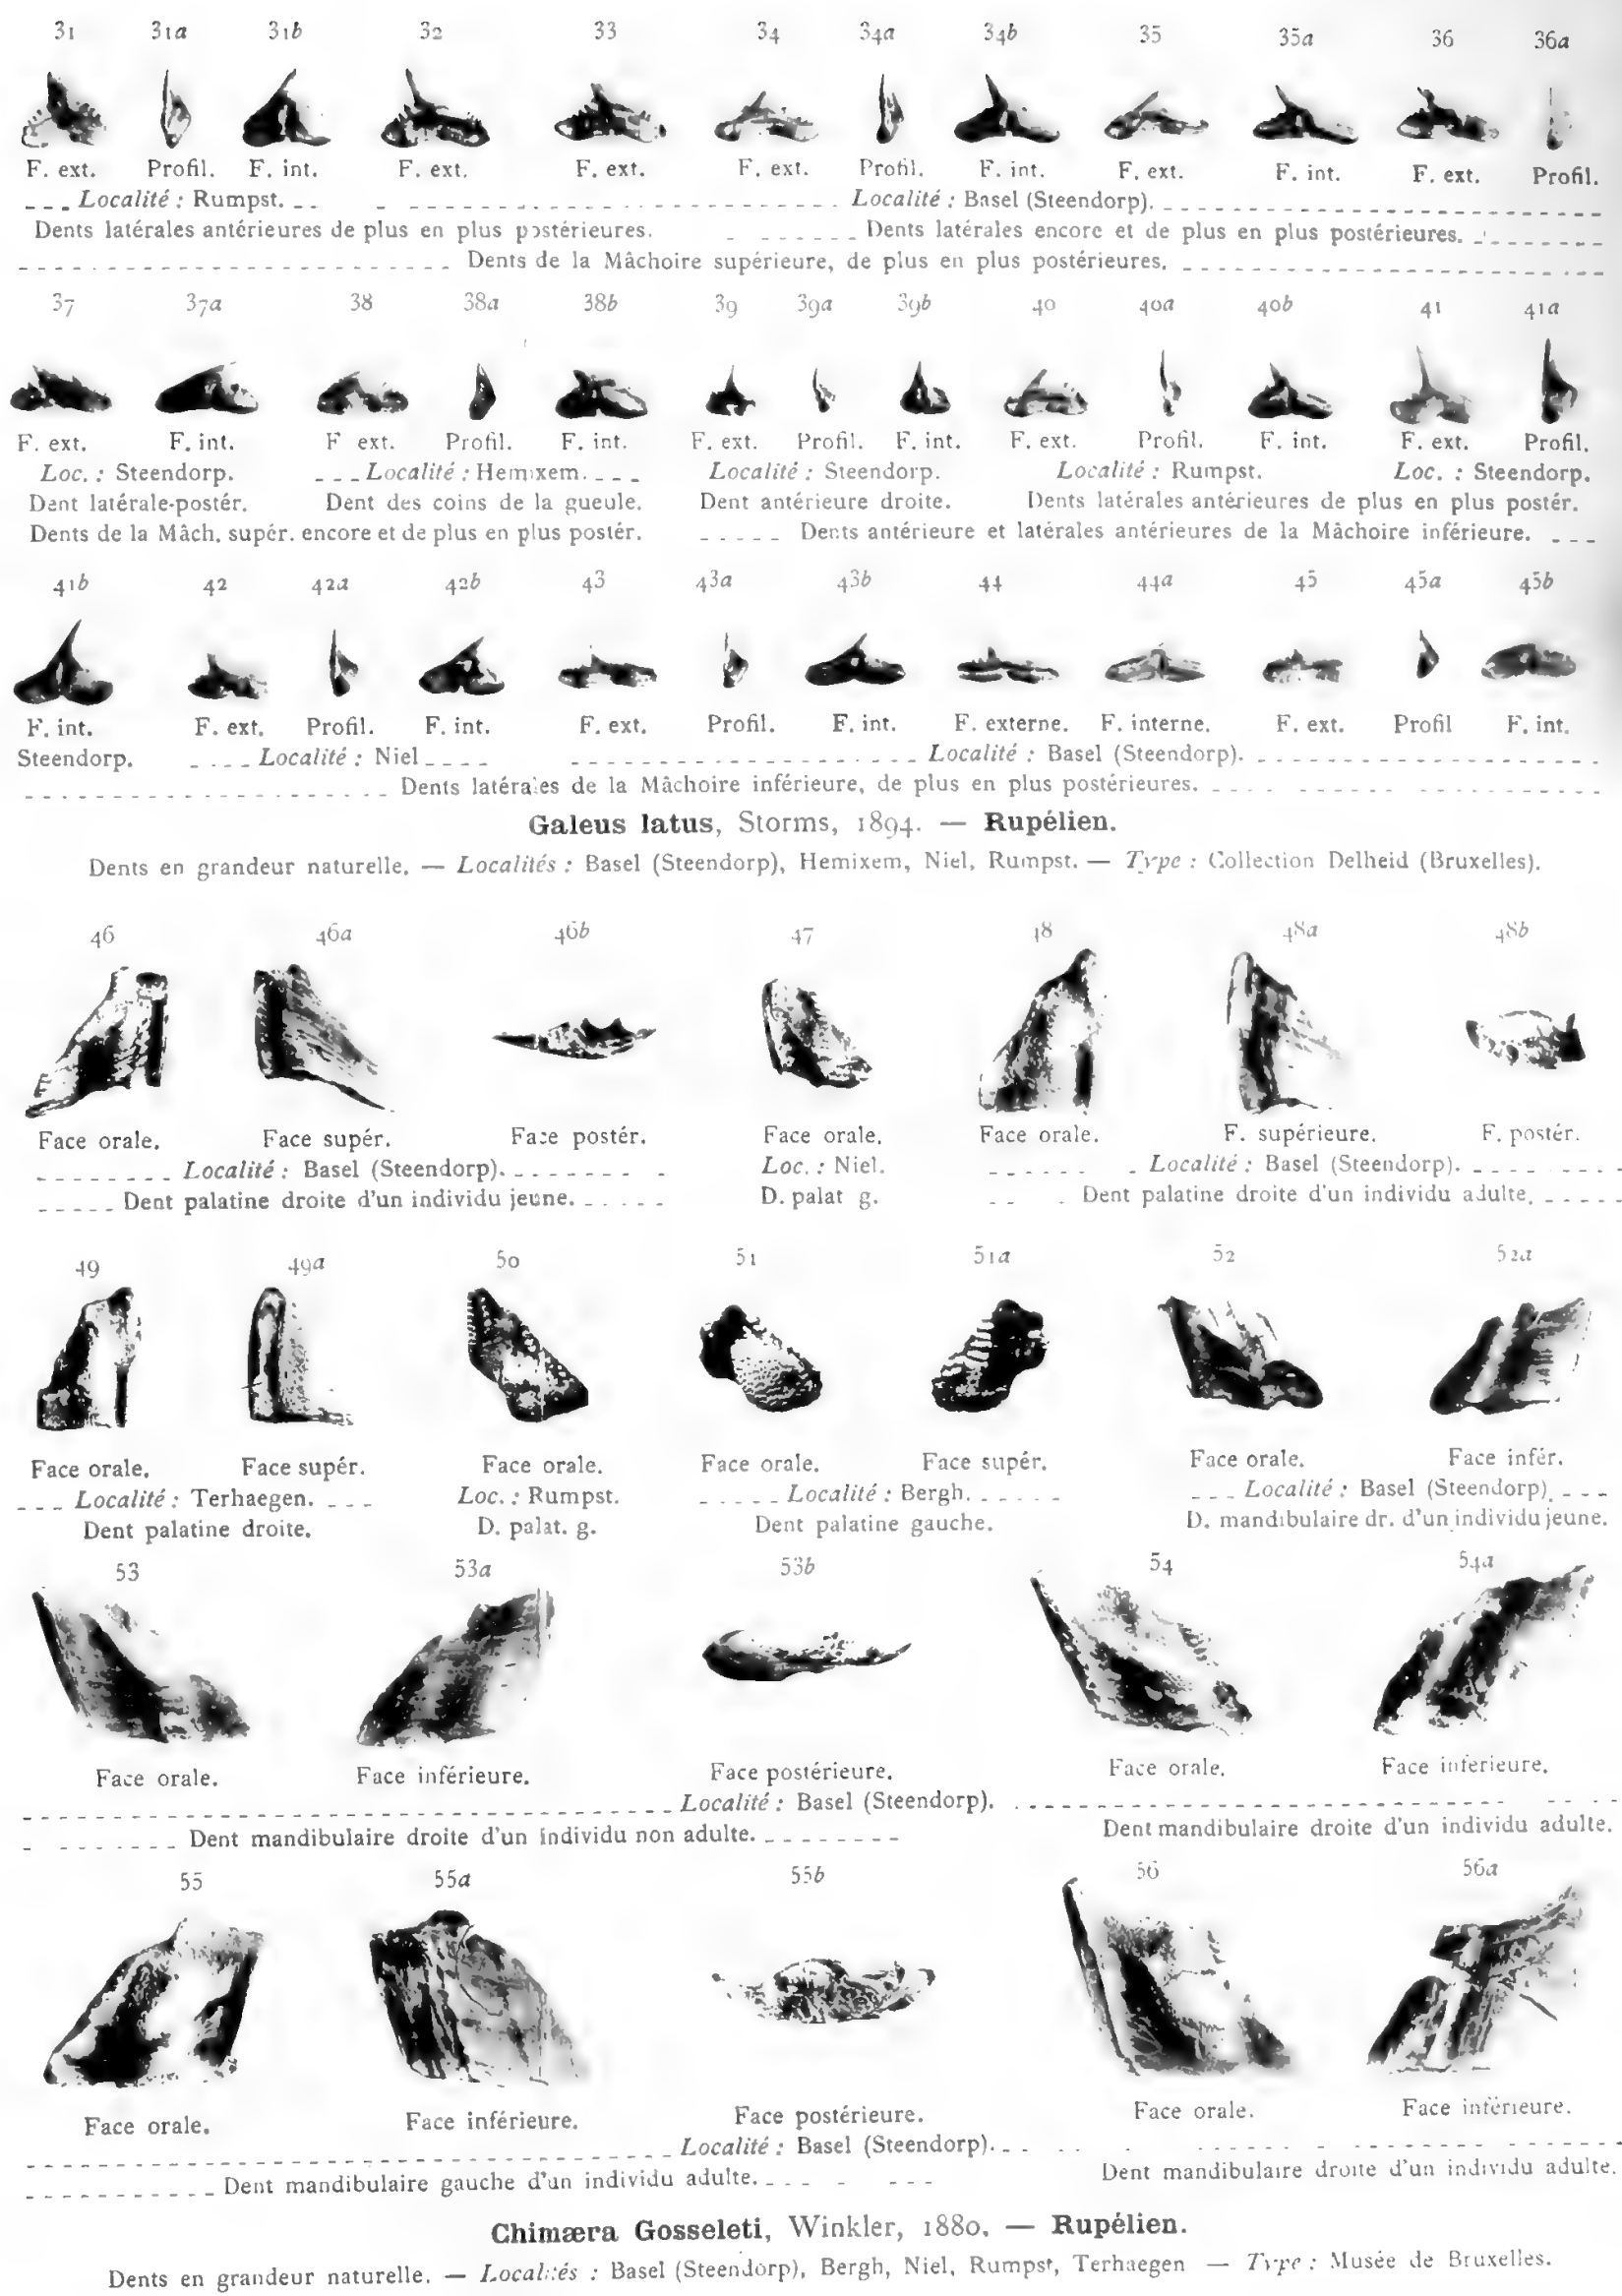 31 31a 31b 32 33 34 34a 34b 35 35a 36 36a
F. ext. Profil. F. int. F. ext. F. ext. F. ext. Profil. F. int. F. ext. F. int. F. ext. Profil.
Localité : Rumpst. Localité : Basel (Steendorp).
Dents latérales antérieures de plus en plus postérieures. Dents latérales encore et de plus en plus postérieures.
Dents de la Mâchoire supérieure, de plus en plus postérieures.
37 37a 38 38a 38b 39 39a 39b 40 40a 40b 41 41a
F. ext. F. int. F ext. Profil. F. int. F. ext. Profil. F. int. F. ext. Profil. F. int. F. ext. Profil.
Loc. : Steendorp. Localité : Hemixem. Localité : Steendorp. Localité : Rumpst. Loc. : Steendorp.
Dent latérale-postér. Dent des coins de la gueule. Dent antérieure droite. Dents latérales antérieures de plus en plus postér.
Dents de la Mâch. supér. encore et de plus en plus postér. Dents antérieure et latérales antérieures de la Mâchoire inférieure.
41b 42 42a 42b 43 43a 43b 44 44a 45 45a 45b
F. int. F. ext. Profil. F. int. F. ext. Profil. F. int. F. externe. F. interne. F. ext. Profil F. int.
Steendorp. Localité : Niel Localité : Basel (Steendorp).
Dents latérales de la Mâchoire inférieure, de plus en plus postérieures.
Galeus latus, Storms, 1894. — Rupélien.
Dents en grandeur naturelle. — Localités : Basel (Steendorp), Hemixem, Niel, Rumpst. — Type : Collection Delheid (Bruxelles).
46 46a 46b 47 48 48a 48b
Face orale. Face supér. Face postér. Face orale. Face orale. F. supérieure. F. postér.
Localité : Basel (Steendorp). Loc. : Niel. Localité : Basel (Steendorp).
Dent palatine droite d'un individu jeune. D. palat g. Dent palatine droite d'un individu adulte.
49 49a 50 51 51a 52 52a
Face orale. Face supér. Face orale. Face orale. Face supér. Face orale. Face infér.
Localité : Terhaegen. Loc. : Rumpst. Localité : Bergh. Localité : Basel (Steendorp)
Dent palatine droite. D. palat. g. Dent palatine gauche. D. mandibulaire dr. d'un individu jeune.
53 53a 53b 54 54a
Face orale. Face inférieure. Face postérieure. Face orale. Face inférieure.
Localité : Basel (Steendorp).
Dent mandibulaire droite d'un individu non adulte. Dent mandibulaire droite d'un individu adulte.
55 55a 55b 56 56a
Face orale. Face inférieure. Face postérieure. Face orale. Face inférieure.
Localité : Basel (Steendorp).
Dent mandibulaire gauche d'un individu adulte. Dent mandibulaire droite d'un individu adulte.
Chimæra Gosseleti, Winkler, 1880. — Rupélien.
Dents en grandeur naturelle. — Localités : Basel (Steendorp), Bergh, Niel, Rumpst, Terhaegen — Type : Musée de Bruxelles.